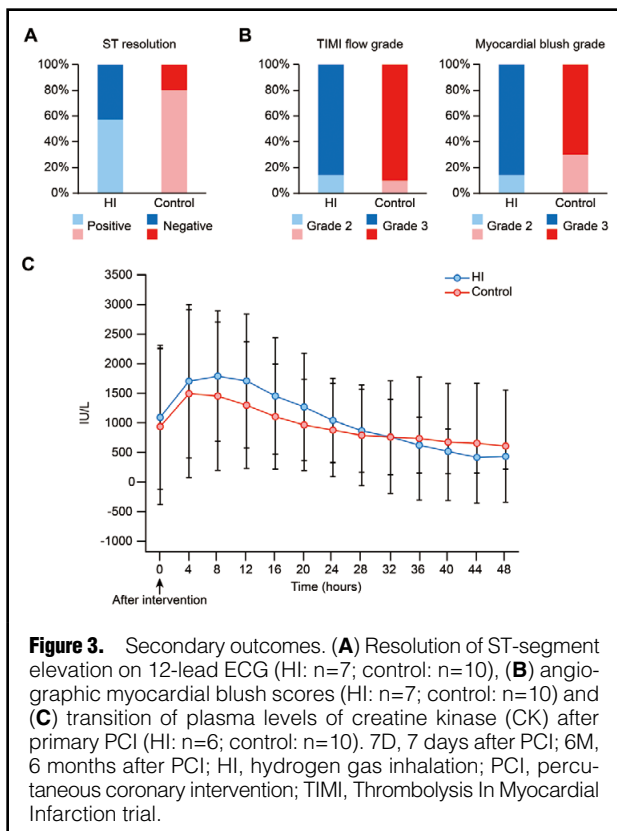 A
ST resolution
100%
80%
60%
40%
20%
0%
HI Control
Positive Negative
B
TIMI flow grade
100%
80%
60%
40%
20%
0%
HI Control
Grade 2 Grade 3
Myocardial blush grade
100%
80%
60%
40%
20%
0%
HI Control
Grade 2 Grade 3
C
3500
3000
2500
2000
1500
1000
500
0
-500
-1000
IU/L
HI
Control
0 4 8 12 16 20 24 28 32 36 40 44 48
Time (hours)
After intervention
Figure 3. Secondary outcomes. (A) Resolution of ST-segment
elevation on 12-lead ECG (HI: n=7; control: n=10), (B) angio-
graphic myocardial blush scores (HI: n=7; control: n=10) and
(C) transition of plasma levels of creatine kinase (CK) after
primary PCI (HI: n=6; control: n=10). 7D, 7 days after PCI; 6M,
6 months after PCI; HI, hydrogen gas inhalation; PCI, percu-
taneous coronary intervention; TIMI, Thrombolysis In Myocardial
Infarction trial.